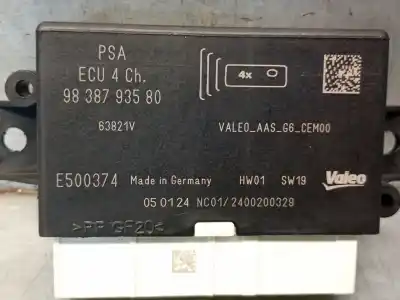 PSA
ECU 4 Ch.
98 387 935 80
4x
63821V
VALEO_AAS_G6_CEM00
E500374
Made in Germany
HW01
SW19
Valeo
05 01 24
NC01/2400200329
>PP GF20<